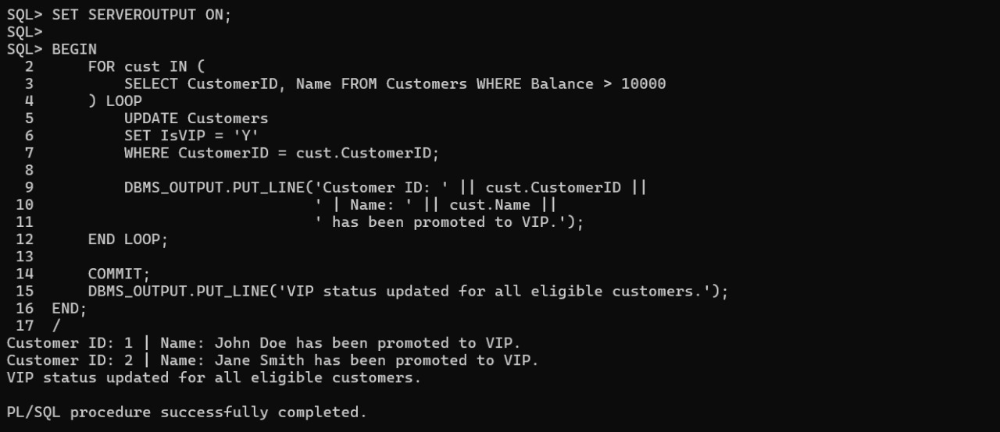 SQL> SET SERVEROUTPUT ON;
SQL>
SQL> BEGIN
  2      FOR cust IN (
  3          SELECT CustomerID, Name FROM Customers WHERE Balance > 10000
  4      ) LOOP
  5          UPDATE Customers
  6          SET IsVIP = 'Y'
  7          WHERE CustomerID = cust.CustomerID;
  8
  9          DBMS_OUTPUT.PUT_LINE('Customer ID: ' || cust.CustomerID ||
 10                               ' | Name: ' || cust.Name ||
 11                               ' has been promoted to VIP.');
 12      END LOOP;
 13
 14      COMMIT;
 15      DBMS_OUTPUT.PUT_LINE('VIP status updated for all eligible customers.');
 16  END;
 17  /
Customer ID: 1 | Name: John Doe has been promoted to VIP.
Customer ID: 2 | Name: Jane Smith has been promoted to VIP.
VIP status updated for all eligible customers.

PL/SQL procedure successfully completed.